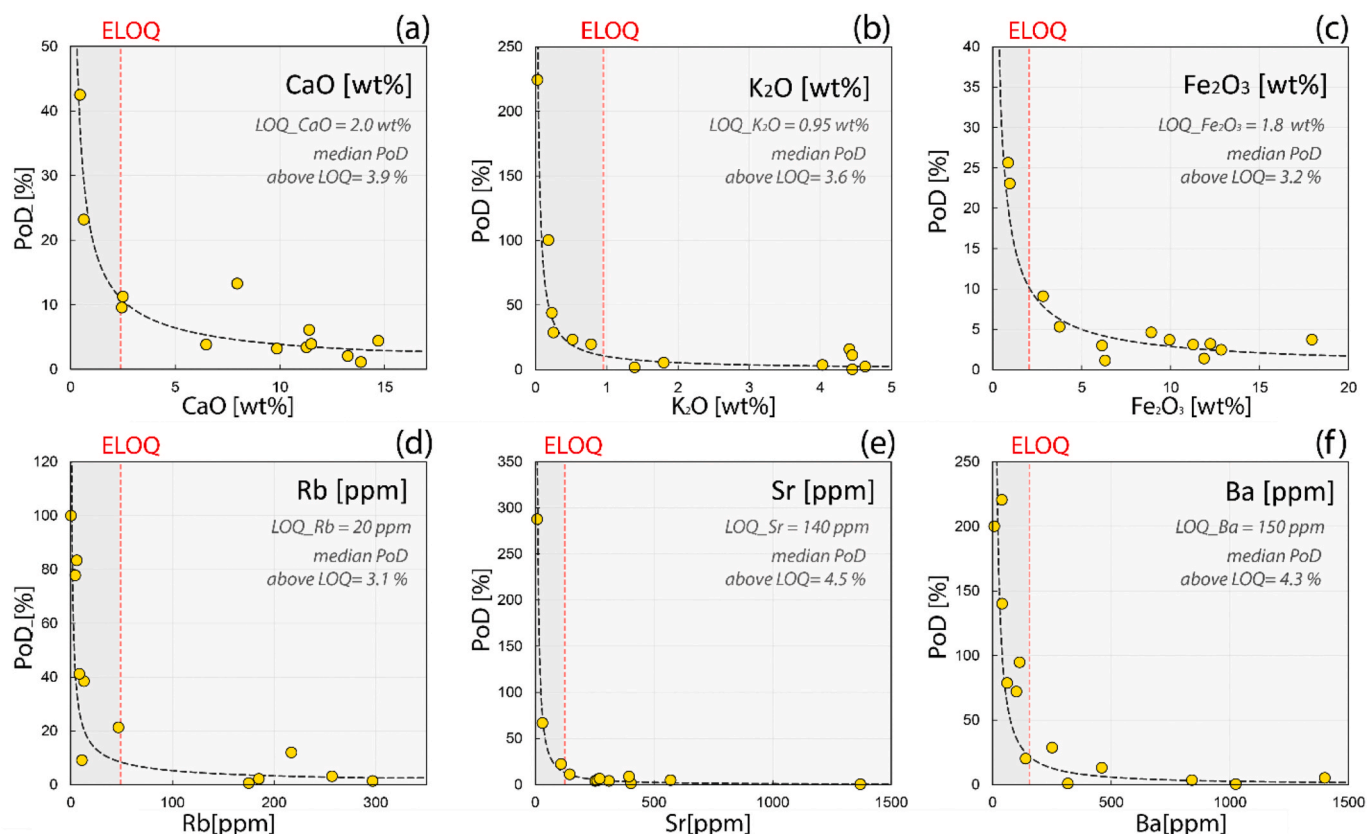 ELOQ
(a)
50
40
30
20
10
0
PoD [%]
CaO [wt%]
LOQ_CaO = 2.0 wt%
median PoD
above LOQ= 3.9 %
0 5 10 15
CaO [wt%]
ELOQ
(b)
250
200
150
100
50
0
PoD [%]
K₂O [wt%]
LOQ_K₂O = 0.95 wt%
median PoD
above LOQ= 3.6 %
0 1 2 3 4 5
K₂O [wt%]
ELOQ
(c)
40
35
30
25
20
15
10
5
0
PoD [%]
Fe₂O₃ [wt%]
LOQ_Fe₂O₃ = 1.8 wt%
median PoD
above LOQ= 3.2 %
0 5 10 15 20
Fe₂O₃ [wt%]
ELOQ
(d)
120
100
80
60
40
20
0
PoD [%]
Rb [ppm]
LOQ_Rb = 20 ppm
median PoD
above LOQ= 3.1 %
0 100 200 300
Rb[ppm]
ELOQ
(e)
350
300
250
200
150
100
50
0
PoD [%]
Sr [ppm]
LOQ_Sr = 140 ppm
median PoD
above LOQ= 4.5 %
0 500 1000 1500
Sr[ppm]
ELOQ
(f)
250
200
150
100
50
0
PoD [%]
Ba [ppm]
LOQ_Ba = 150 ppm
median PoD
above LOQ= 4.3 %
0 500 1000 1500
Ba[ppm]